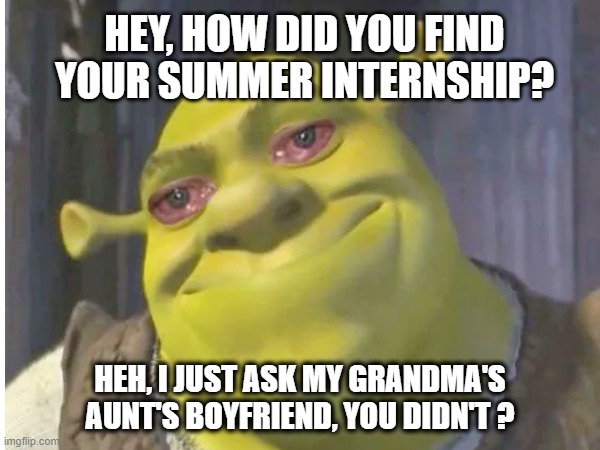 HEY, HOW DID YOU FIND
YOUR SUMMER INTERNSHIP?
HEH, I JUST ASK MY GRANDMA'S
AUNT'S BOYFRIEND, YOU DIDN'T ?
imgflip.com